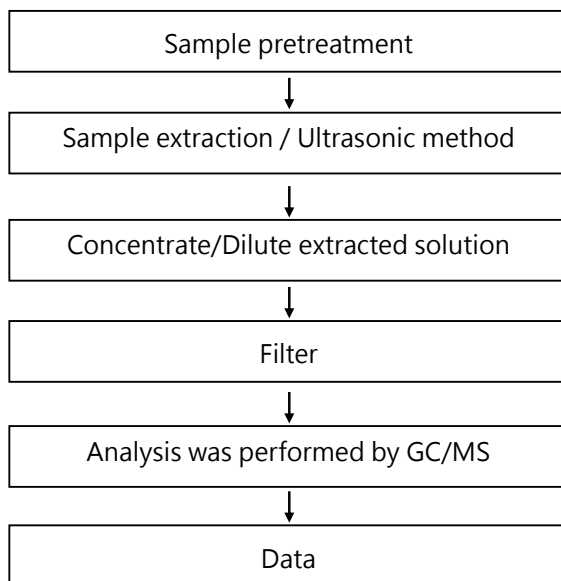 Sample pretreatment
Sample extraction / Ultrasonic method
Concentrate/Dilute extracted solution
Filter
Analysis was performed by GC/MS
Data